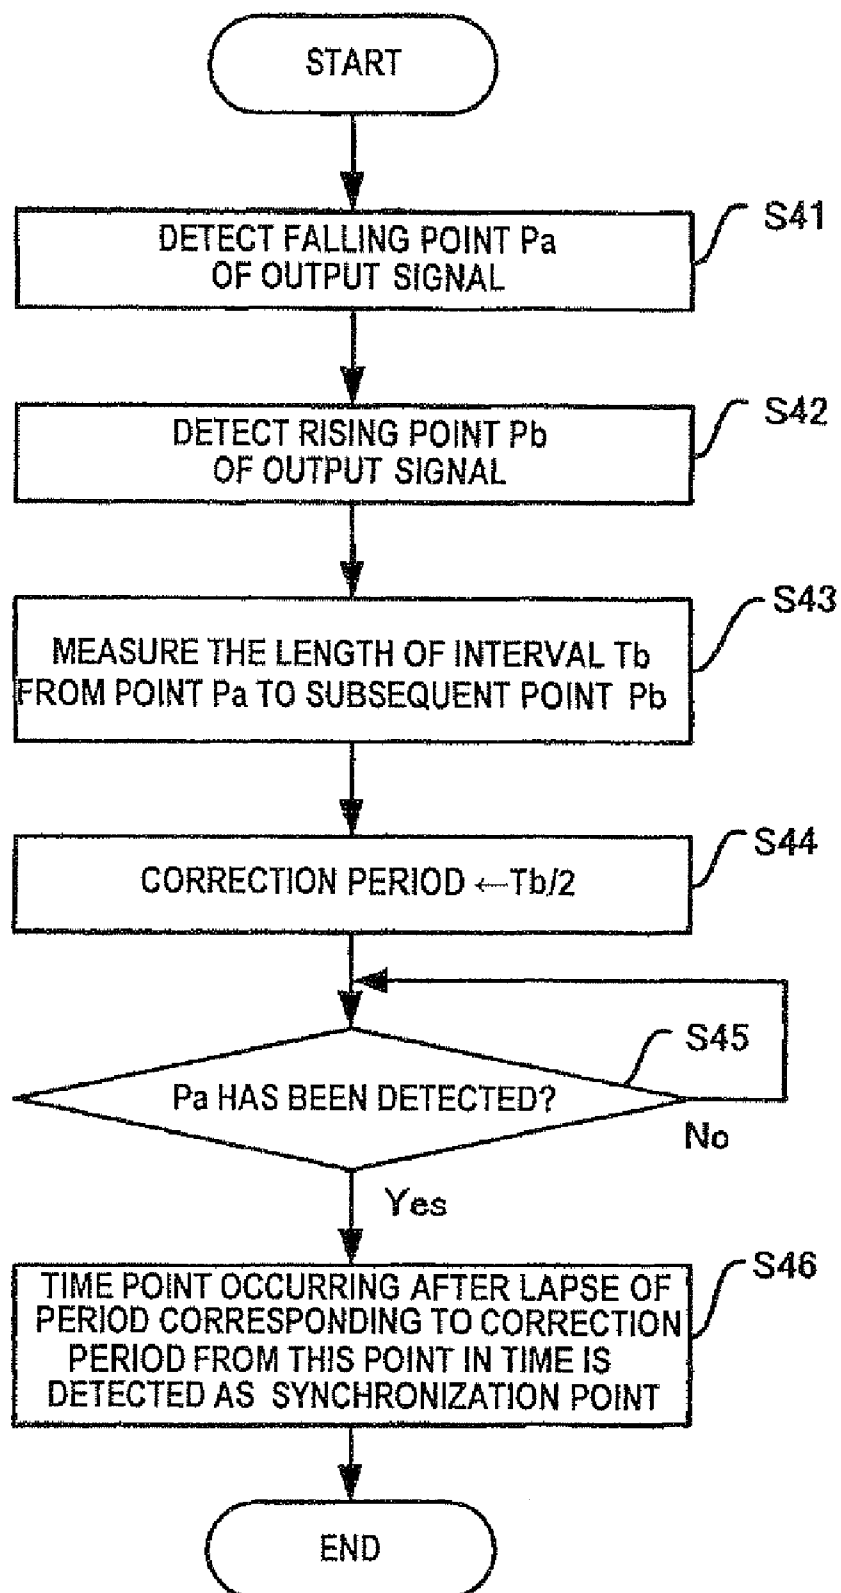 START
S41
DETECT FALLING POINT Pa
OF OUTPUT SIGNAL
S42
DETECT RISING POINT Pb
OF OUTPUT SIGNAL
S43
MEASURE THE LENGTH OF INTERVAL Tb
FROM POINT Pa TO SUBSEQUENT POINT Pb
S44
CORRECTION PERIOD ←Tb/2
S45
Pa HAS BEEN DETECTED?
No
Yes
S46
TIME POINT OCCURRING AFTER LAPSE OF
PERIOD CORRESPONDING TO CORRECTION
PERIOD FROM THIS POINT IN TIME IS
DETECTED AS SYNCHRONIZATION POINT
END